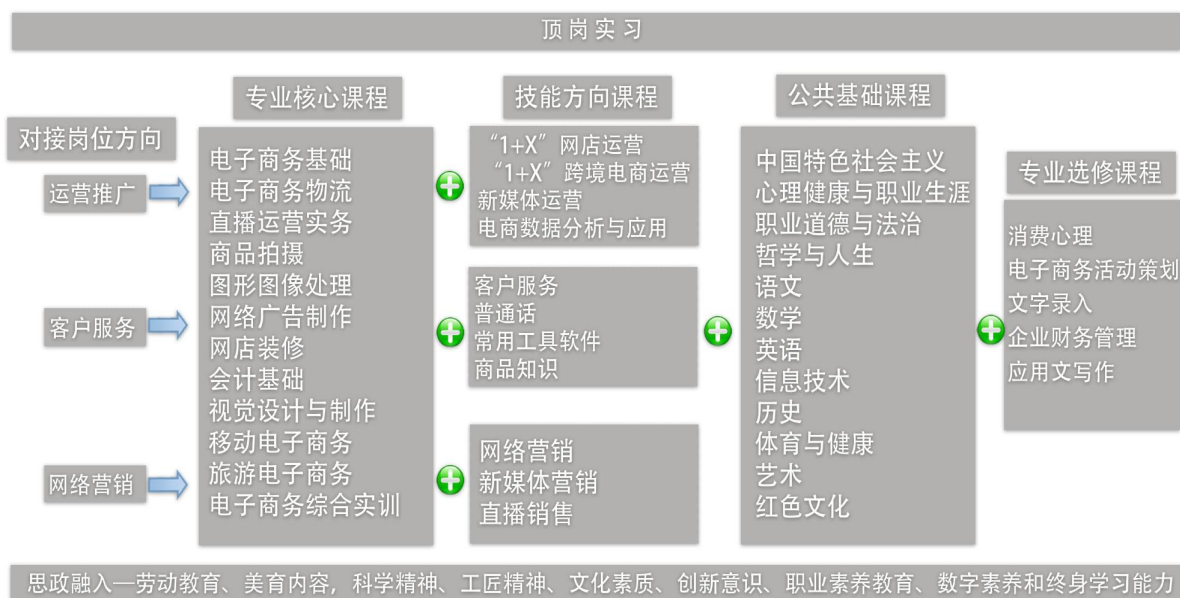 顶岗实习
对接岗位方向
运营推广
客户服务
网络营销
专业核心课程
电子商务基础
电子商务物流
直播运营实务
商品拍摄
图形图像处理
网络广告制作
网店装修
会计基础
视觉设计与制作
移动电子商务
旅游电子商务
电子商务综合实训
技能方向课程
“1+X”网店运营
“1+X”跨境电商运营
新媒体运营
电商数据分析与应用
客户服务
普通话
常用工具软件
商品知识
网络营销
新媒体营销
直播销售
公共基础课程
中国特色社会主义
心理健康与职业生涯
职业道德与法治
哲学与人生
语文
数学
英语
信息技术
历史
体育与健康
艺术
红色文化
专业选修课程
消费心理
电子商务活动策划
文字录入
企业财务管理
应用文写作
思政融入—劳动教育、美育内容，科学精神、工匠精神、文化素质、创新意识、职业素养教育、数字素养和终身学习能力